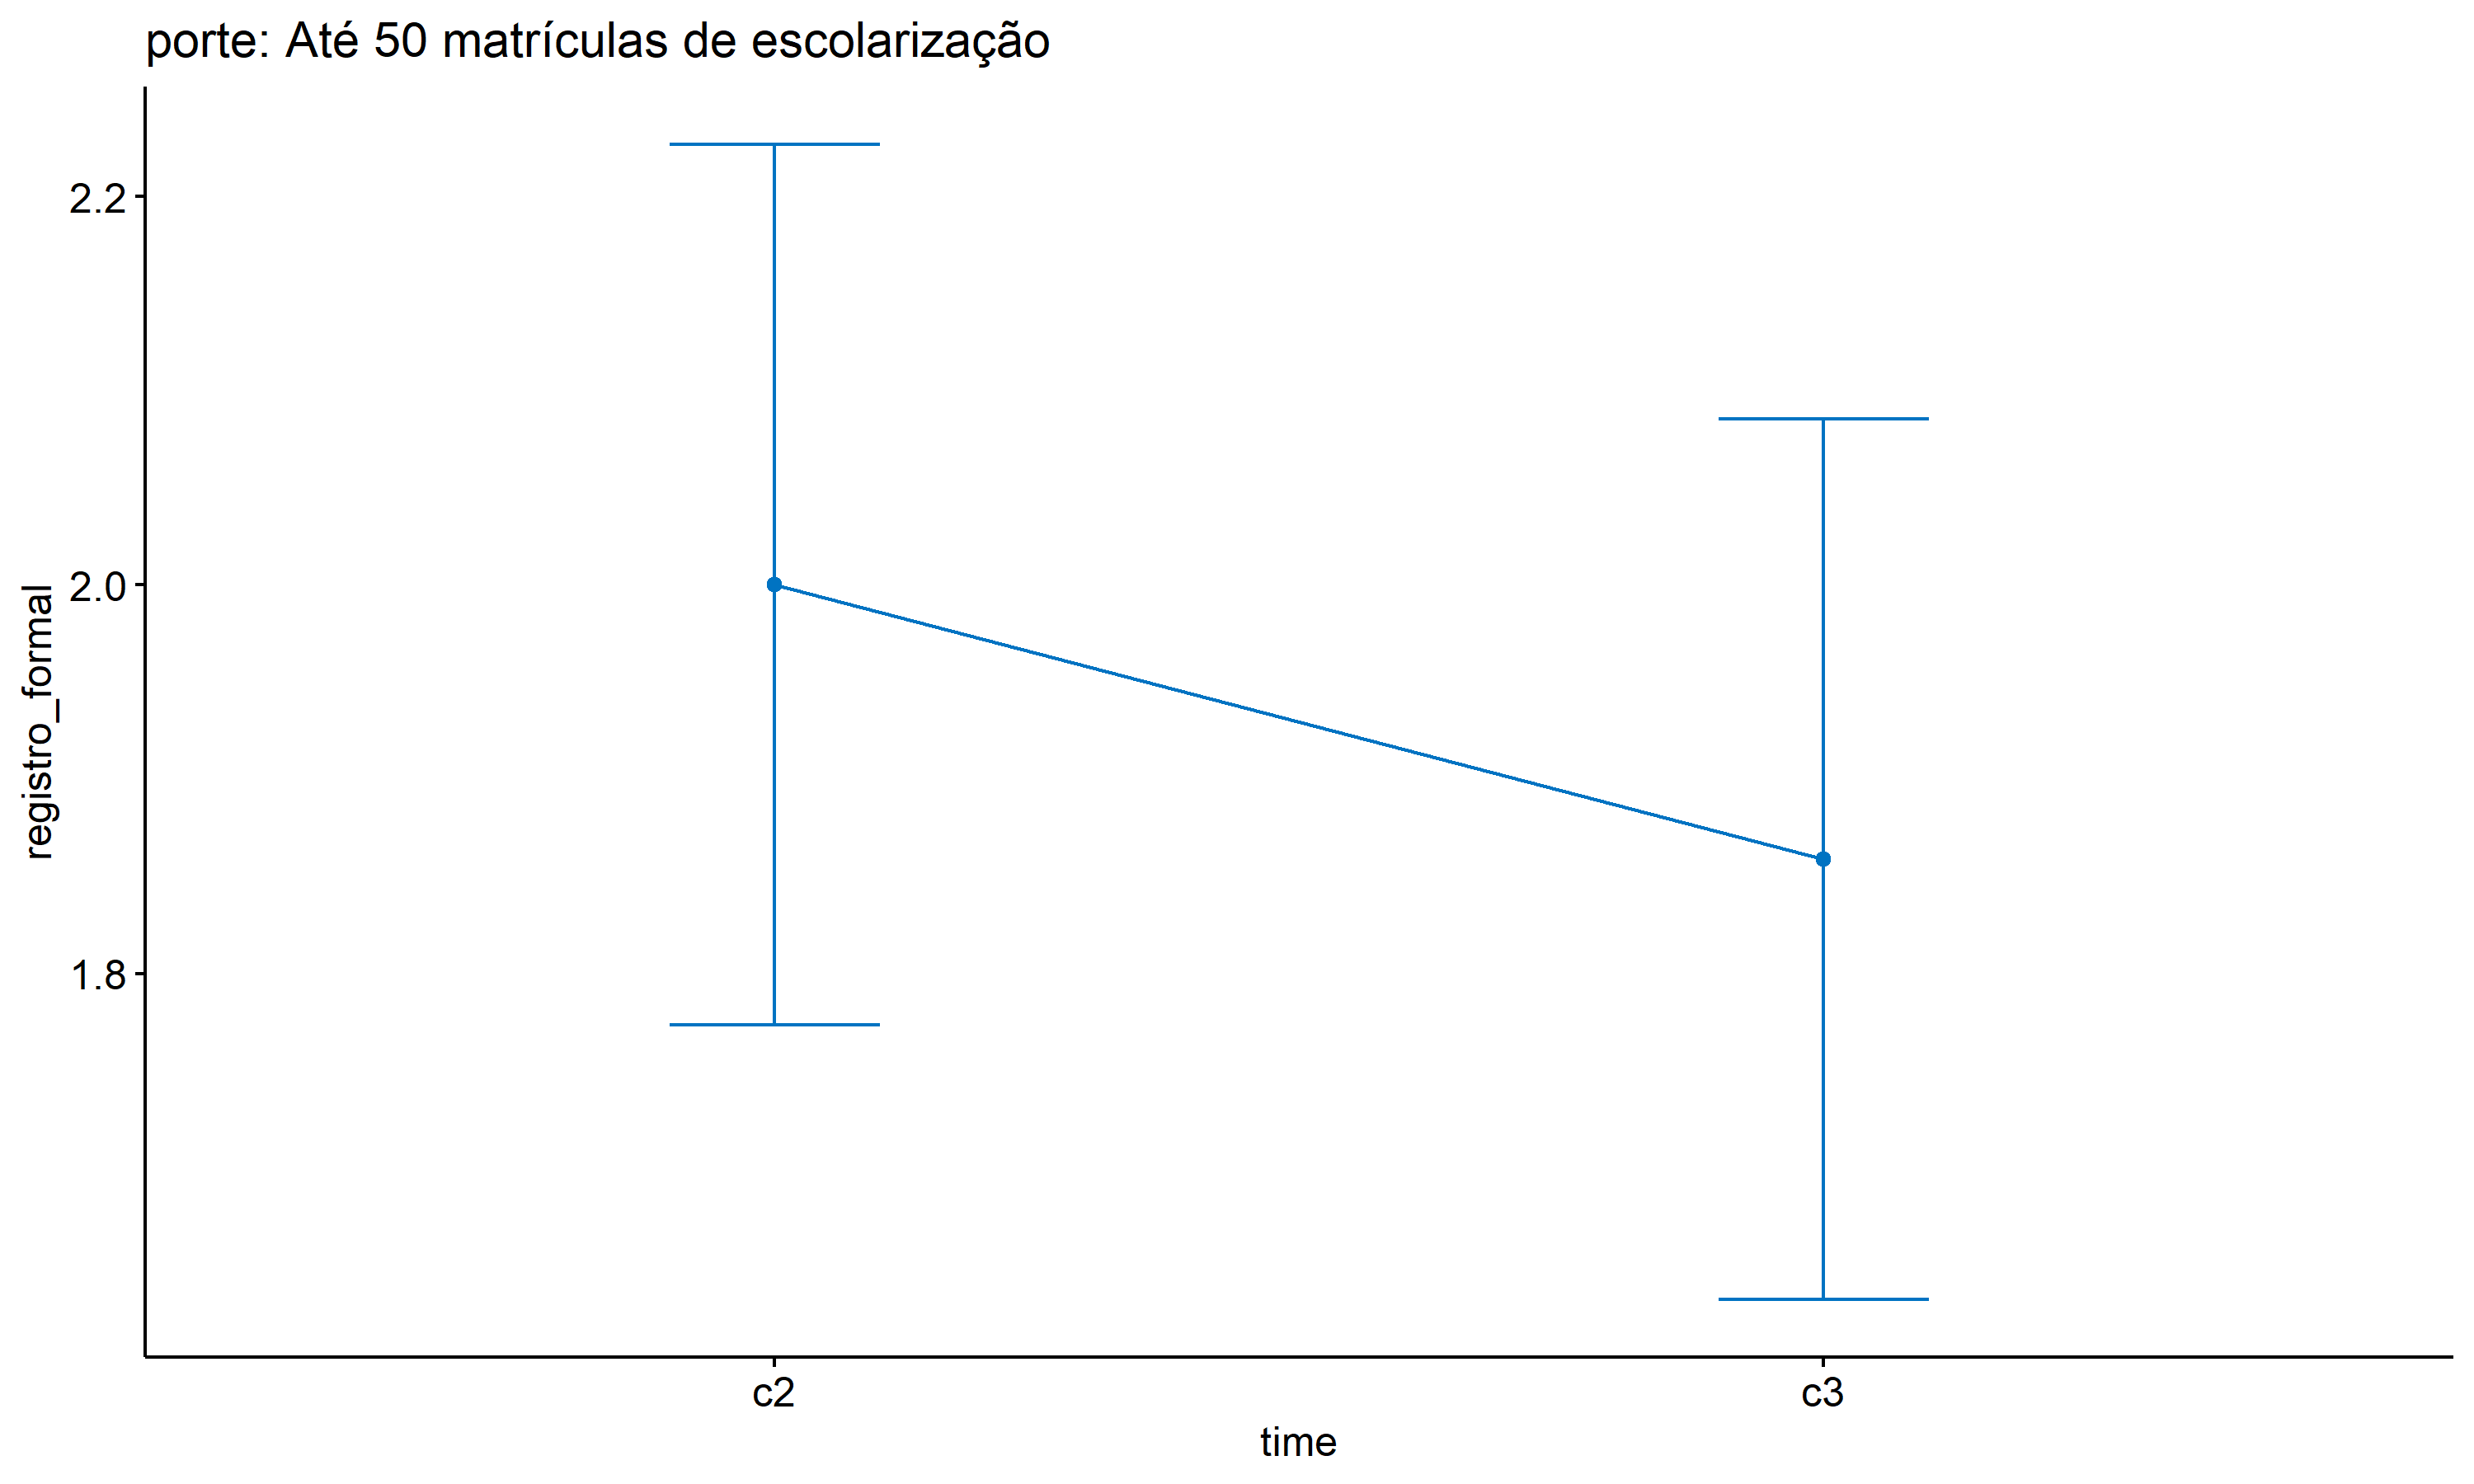 porte: Até 50 matrículas de escolarização
registro_formal
2.2
2.0
1.8
c2
c3
time